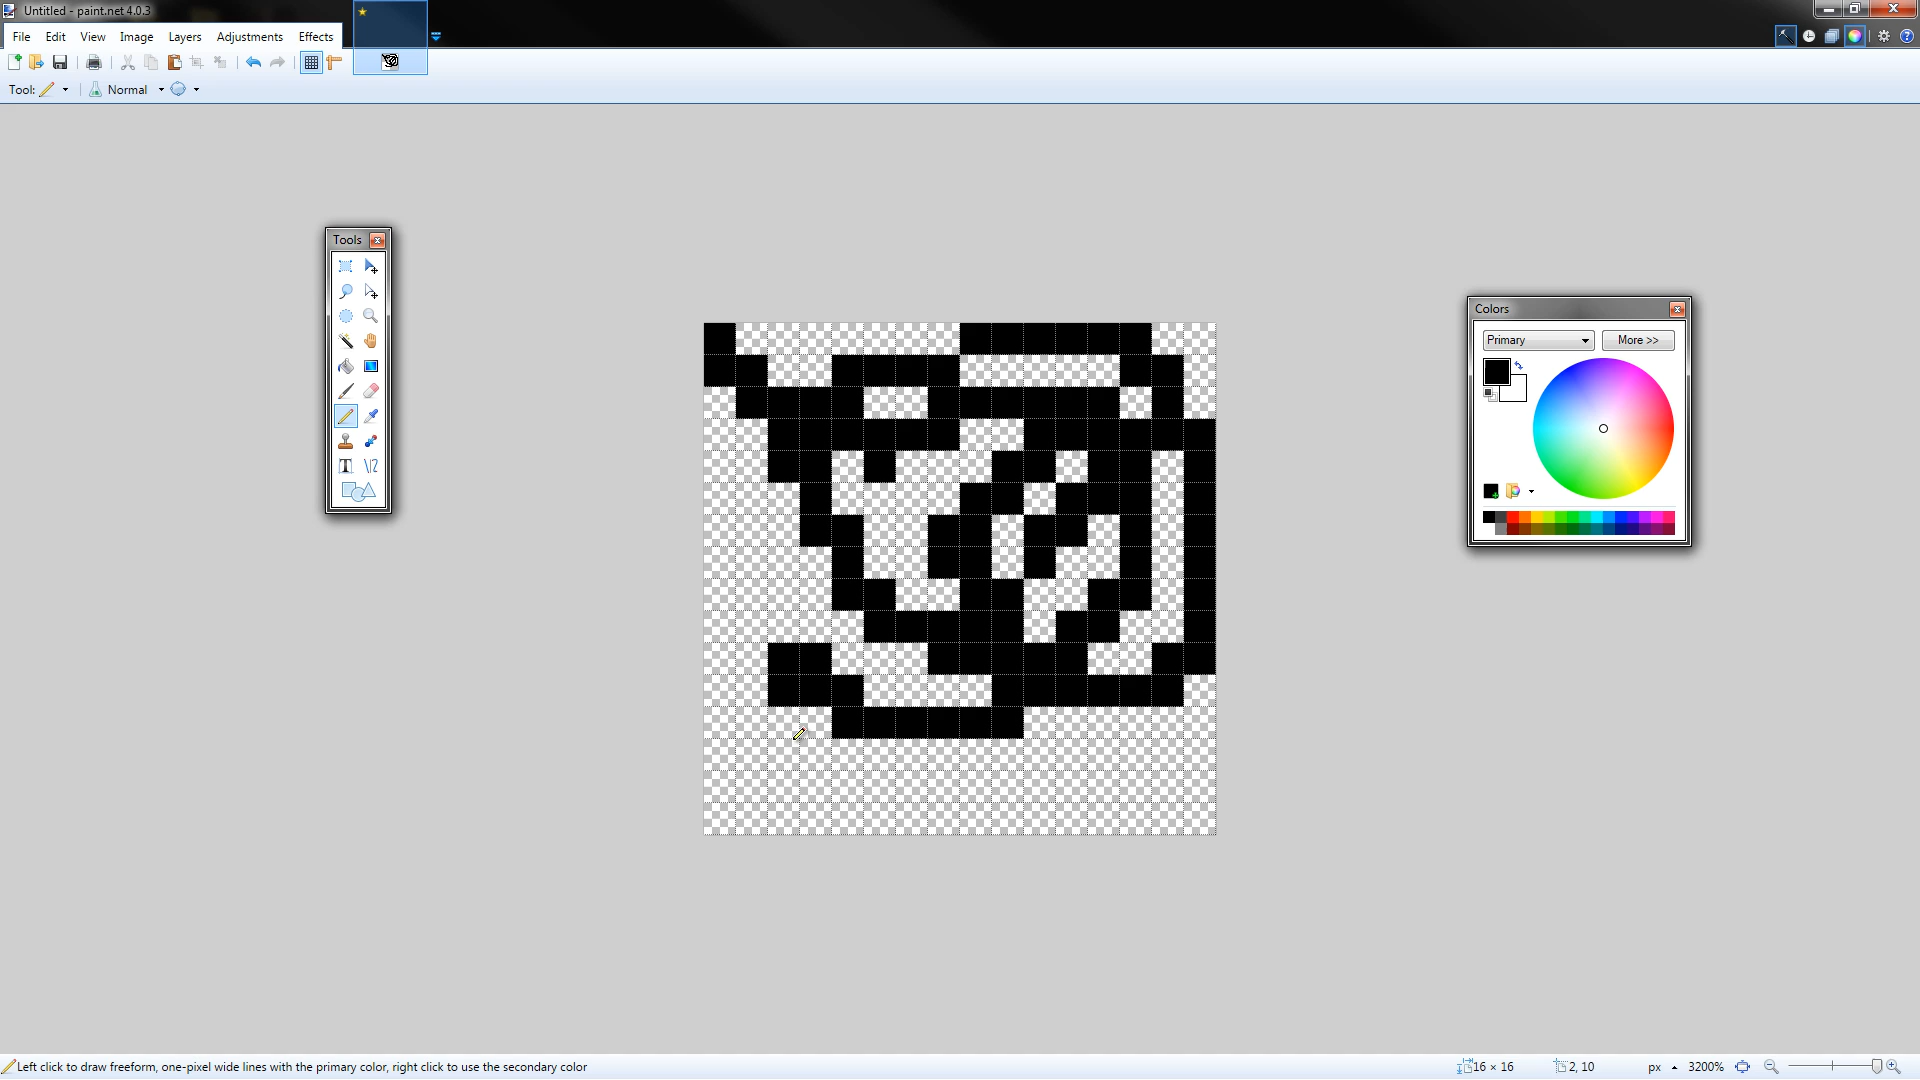 Untitled - paint.net 4.0.3
File Edit View Image Layers Adjustments Effects
Tool: Normal
Tools
Colors
Primary More >>
Left click to draw freeform, one-pixel wide lines with the primary color, right click to use the secondary color 16 × 16 2, 10 px 3200%